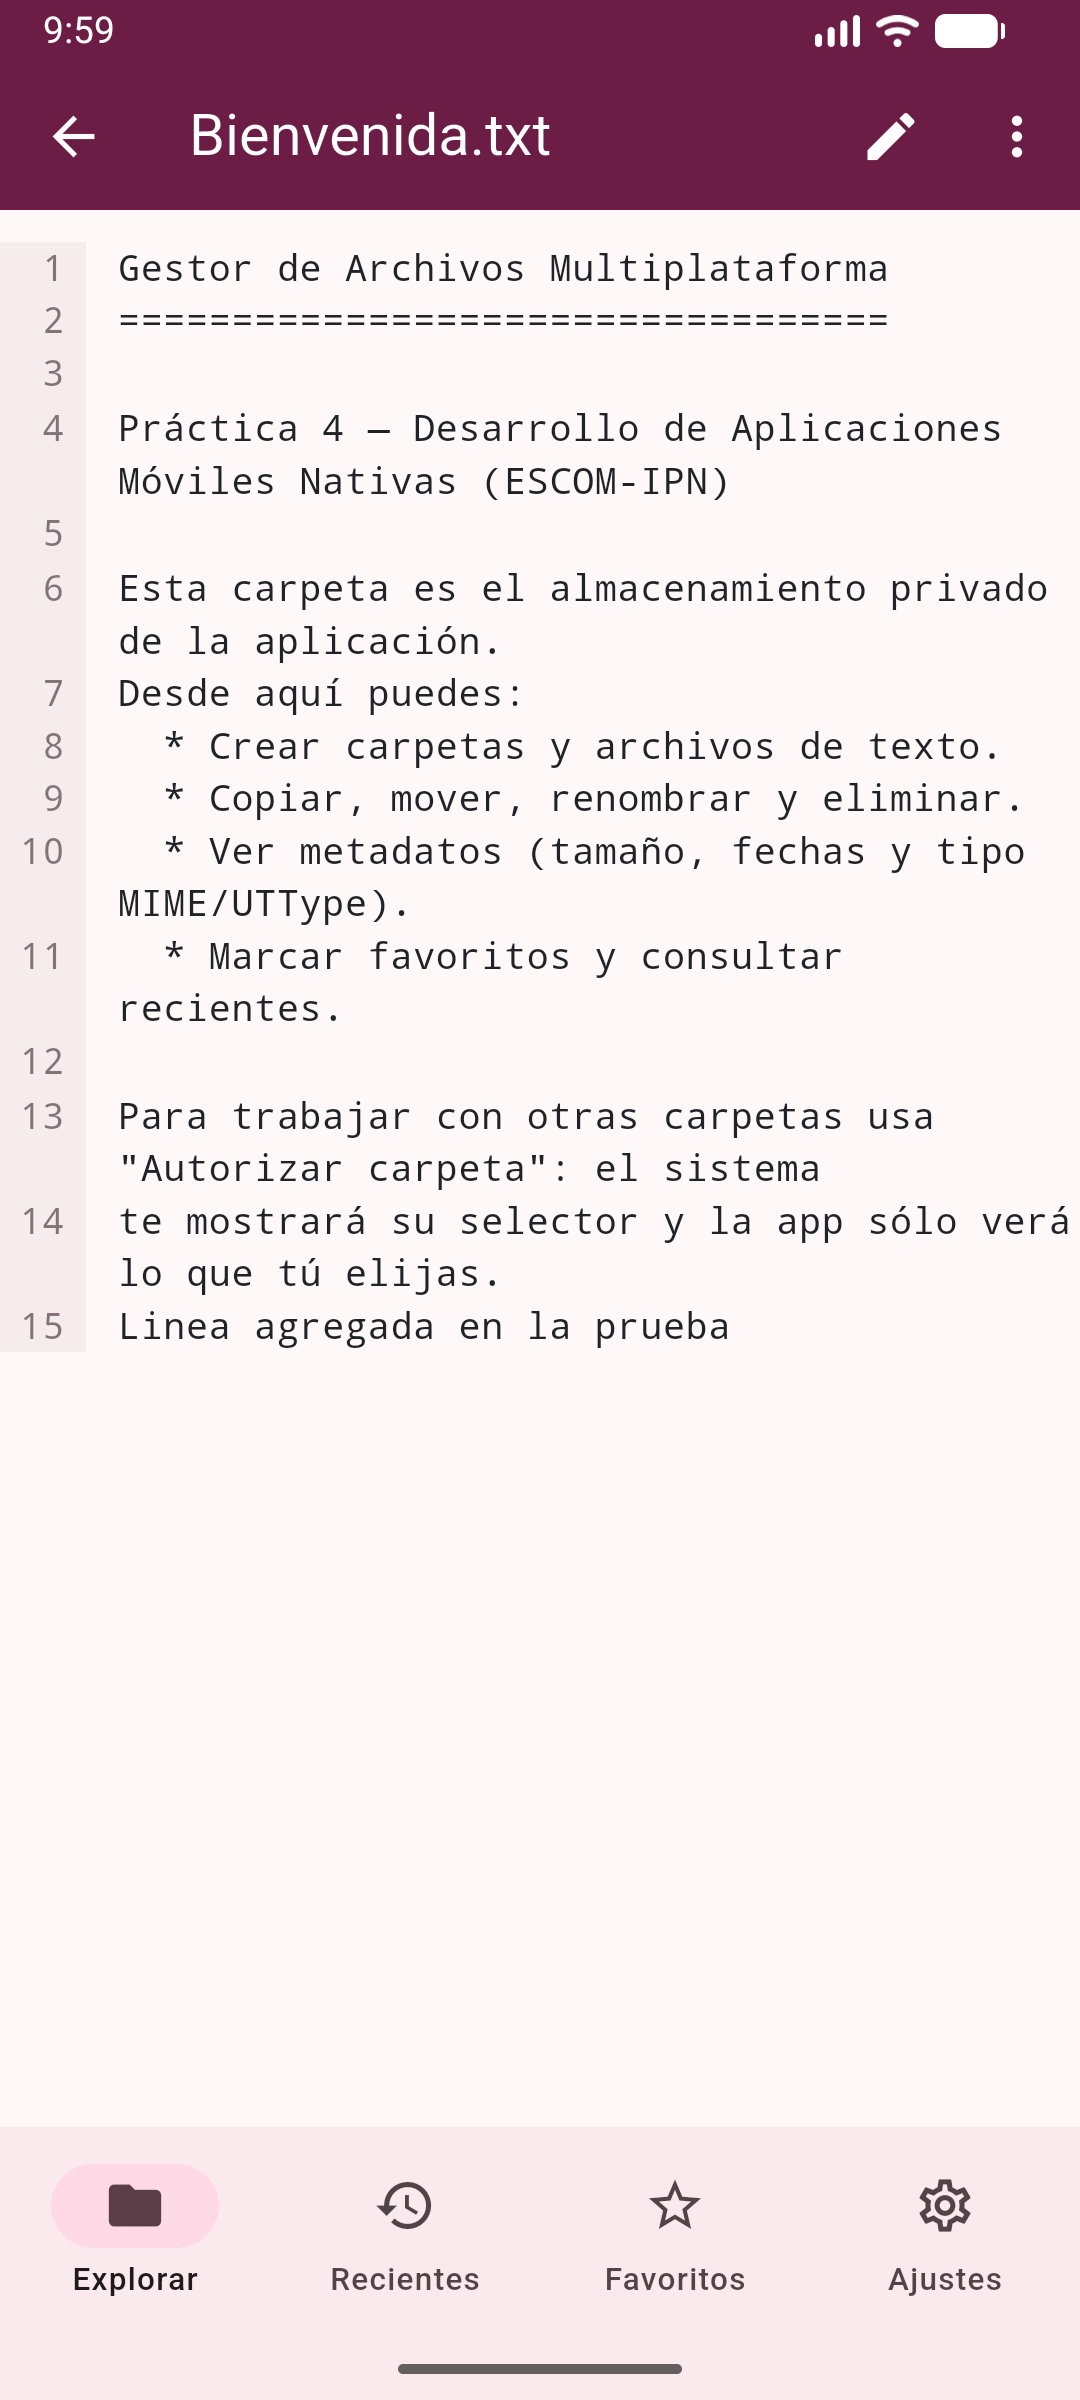 9:59
Bienvenida.txt
1 Gestor de Archivos Multiplataforma
2 ==================================
3
4 Práctica 4 — Desarrollo de Aplicaciones
Móviles Nativas (ESCOM-IPN)
5
6 Esta carpeta es el almacenamiento privado
de la aplicación.
7 Desde aquí puedes:
8   * Crear carpetas y archivos de texto.
9   * Copiar, mover, renombrar y eliminar.
10   * Ver metadatos (tamaño, fechas y tipo
MIME/UTType).
11   * Marcar favoritos y consultar
recientes.
12
13 Para trabajar con otras carpetas usa
"Autorizar carpeta": el sistema
14 te mostrará su selector y la app sólo verá
lo que tú elijas.
15 Linea agregada en la prueba
Explorar Recientes Favoritos Ajustes